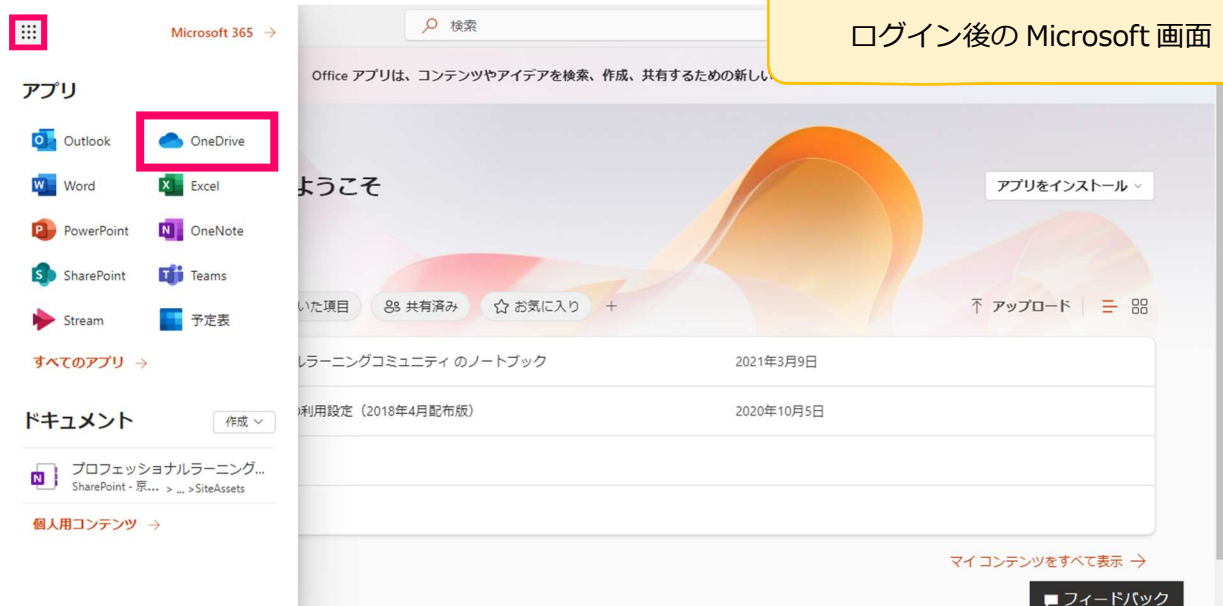 ログイン後の Microsoft 画面
Microsoft 365 →
検索
Office アプリは、コンテンツやアイデアを検索、作成、共有するための新しい
アプリ
Outlook
OneDrive
Word
Excel
ようこそ
アプリをインストール
PowerPoint
OneNote
SharePoint
Teams
いた項目
共有済み
お気に入り
+
アップロード
Stream
予定表
すべてのアプリ →
ルラーニングコミュニティ のノートブック
2021年3月9日
ドキュメント
作成
利用設定（2018年4月配布版）
2020年10月5日
プロフェッショナルラーニング...
SharePoint - 京... > ... >SiteAssets
個人用コンテンツ →
マイ コンテンツをすべて表示 →
フィードバック